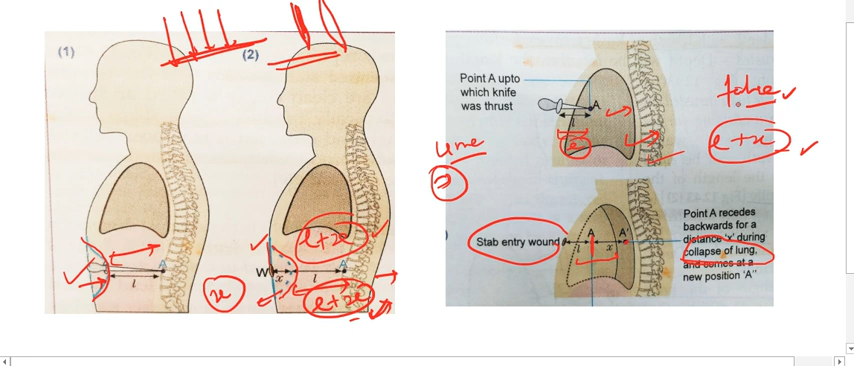 (1)
(2)
A
l
A
W
x
l
x
l+x
l+x
Point A upto
which knife
was thrust
A
l
l
false
l+x
Stab entry wound
A
A'
l
x
Point A recedes
backwards for a
distance 'x' during
collapse of lung,
and comes at a
new position 'A''